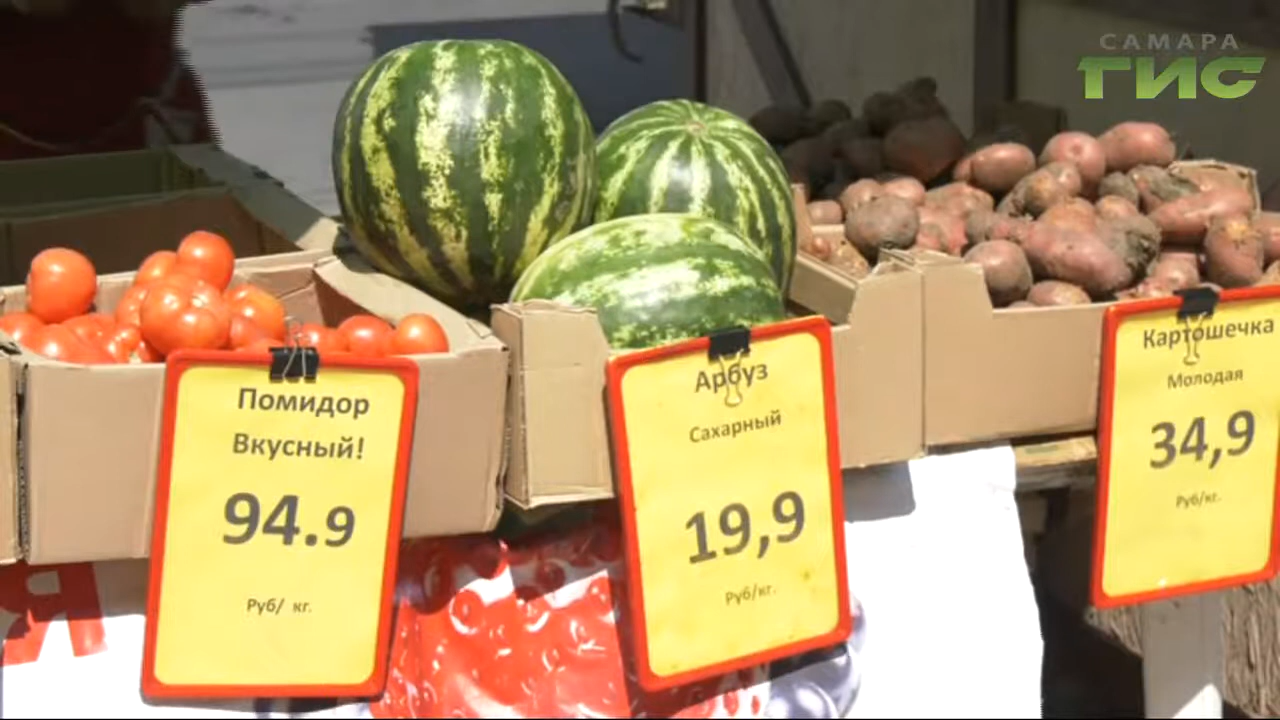 САМАРА
ГИС
Помидор
Вкусный!
94.9
Руб/ кг.
Арбуз
Сахарный
19,9
Руб/кг.
Картошечка
Молодая
34,9
Руб/кг.
Я